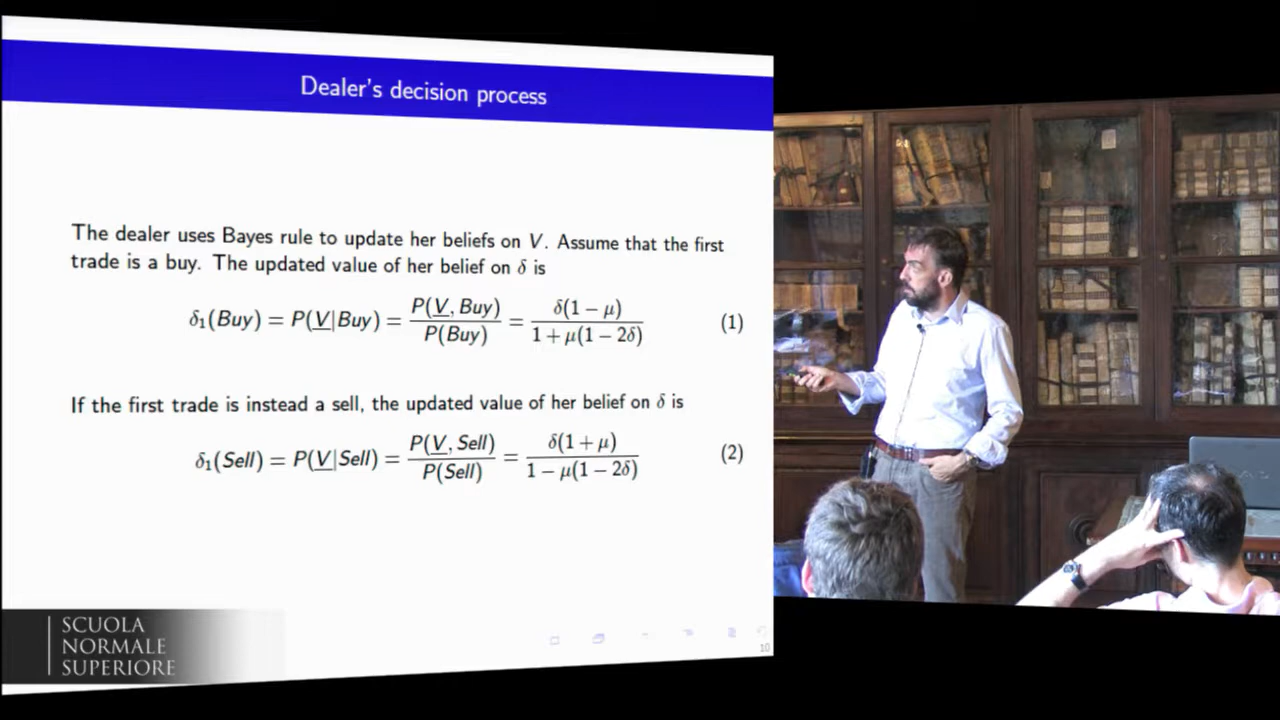 Dealer's decision process
The dealer uses Bayes rule to update her beliefs on V. Assume that the first
trade is a buy. The updated value of her belief on δ is
δ₁(Buy) = P(V̲|Buy) = P(V̲, Buy) / P(Buy) = δ(1 − μ) / 1 + μ(1 − 2δ) (1)
If the first trade is instead a sell, the updated value of her belief on δ is
δ₁(Sell) = P(V̲|Sell) = P(V̲, Sell) / P(Sell) = δ(1 + μ) / 1 − μ(1 − 2δ) (2)
10
SCUOLA
NORMALE
SUPERIORE